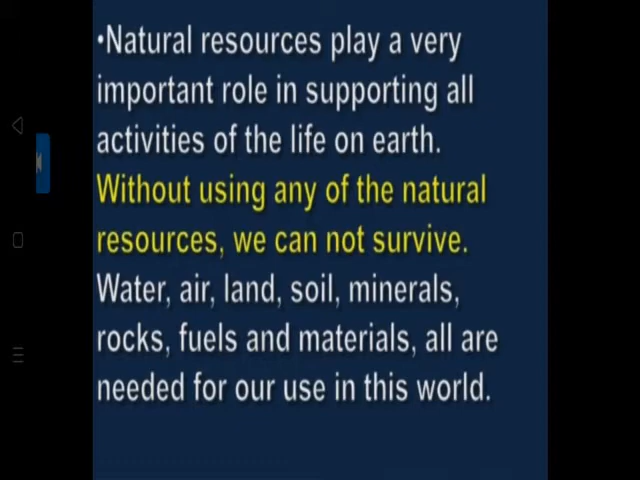 •Natural resources play a very
important role in supporting all
activities of the life on earth.
Without using any of the natural
resources, we can not survive.
Water, air, land, soil, minerals,
rocks, fuels and materials, all are
needed for our use in this world.